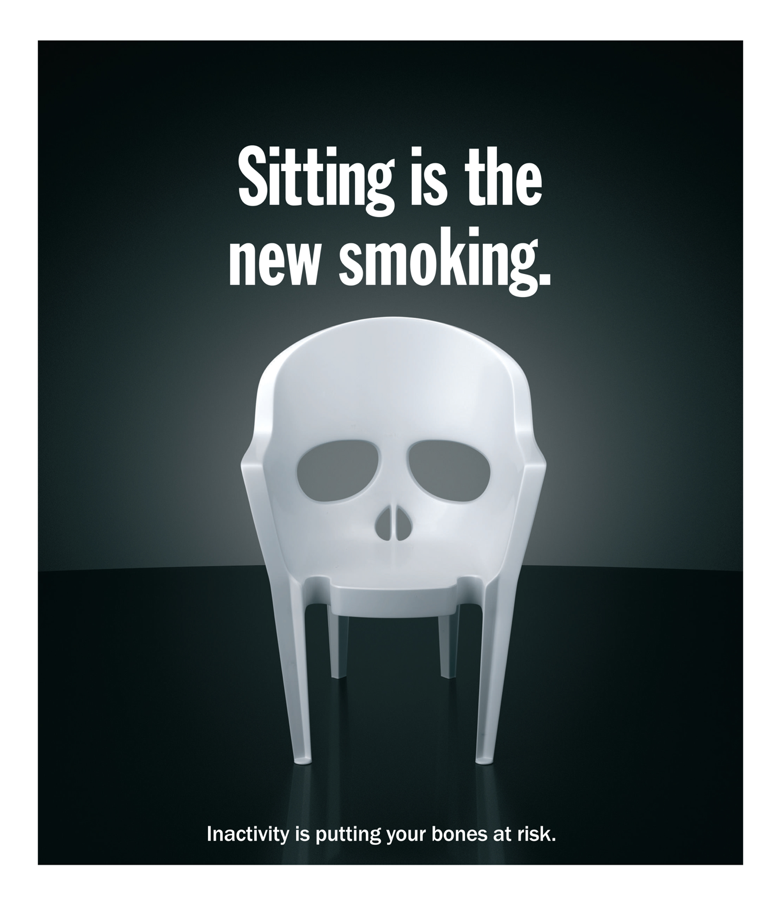 Sitting is the
new smoking.
Inactivity is putting your bones at risk.